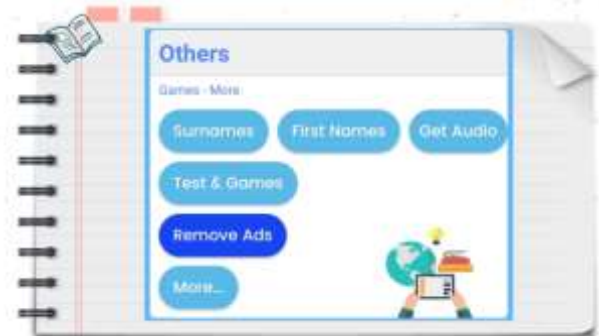 Others
Games - More
Surnames First Names Get Audio
Test & Games
Remove Ads
More...